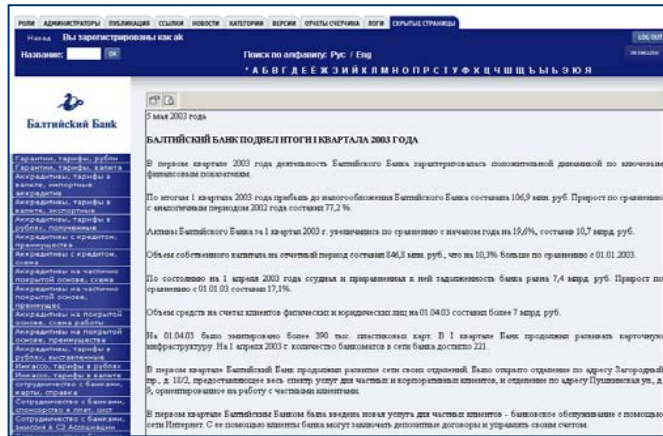 РОЛИ АДМИНИСТРАТОРЫ ПУБЛИКАЦИЯ ССЫЛКИ НОВОСТИ КАТЕГОРИИ ВЕРСИИ ОТЧЕТЫ СЧЕТЧИКА ЛОГИ СКРЫТЫЕ СТРАНИЦЫ
Назад Вы зарегистрированы как ak LOG OUT
Название: OK Поиск по алфавиту: Рус / Eng IN ENGLISH
* А Б В Г Д Е Ё Ж З И Й К Л М Н О П Р С Т У Ф Х Ц Ч Ш Щ Ъ Ы Ь Э Ю Я
Балтийский Банк
Гарантии, тарифы, рубли
Гарантии, тарифы, валюта
Аккредитивы, тарифы в
валюте, импортные
аккредитив
Аккредитивы, тарифы в
валюте, экспортные
Аккредитивы, тарифы в
рублях, полученные
Аккредитивы с кредитом,
преимущества
Аккредитивы с кредитом,
схема
Аккредитивы на частично
покрытой основе, схема
Аккредитивы на частично
покрытой основе,
преимущес
Аккредитивы на покрытой
основе, схема работы
Аккредитивы на покрытой
основе, преимущества
Аккредитивы, тарифы в
рублях, выставленные
Инкассо, тарифы в рублях
Инкассо, тарифы в валюте
сотрудничество с банками,
карты, справка
Сотрудничество с банками,
спонсорство в плат. сист
Сотрудничество с банками,
эмиссия в СЗ Ассоциации
5 мая 2003 года
БАЛТИЙСКИЙ БАНК ПОДВЕЛ ИТОГИ I КВАРТАЛА 2003 ГОДА
В первом квартале 2003 года деятельность Балтийского Банка характеризовалась положительной динамикой по ключевым
финансовым показателям.
По итогам 1 квартала 2003 года прибыль до налогообложения Балтийского Банка составила 106,9 млн. руб. Прирост по сравнению
с аналогичным периодом 2002 года составил 77,2 %.
Активы Балтийского Банка за 1 квартал 2003 г. увеличились по сравнению с началом года на 19,6%, составив 10,7 млрд. руб.
Объем собственного капитала на отчетный период составил 846,8 млн. руб., что на 10,3% больше по сравнению с 01.01.2003.
По состоянию на 1 апреля 2003 года ссудная и приравненная к ней задолженность банка равна 7,4 млрд. руб. Прирост по
сравнению с 01.01.03 составил 17,1%.
Объем средств на счетах клиентов физических и юридических лиц на 01.04.03 составил более 7 млрд. руб.
На 01.04.03 было эмитировано более 390 тыс. пластиковых карт. В I квартале Банк продолжил развивать карточную
инфраструктуру. На 1 апреля 2003 г. количество банкоматов в сети банка достигло 221.
В первом квартале Балтийский Банк продолжил развитие сети своих отделений. Было открыто отделение по адресу Загородный
пр., д. 18/2, предоставляющее весь спектр услуг для частных и корпоративных клиентов, и отделение по адресу Пушкинская ул., д.
9, ориентированное на работу с частными клиентами.
В первом квартале Балтийским Банком была введена новая услуга для частных клиентов - банковское обслуживание с помощью
сети Интернет. С ее помощью клиенты банка могут заключать депозитные договоры и управлять своим счетом.